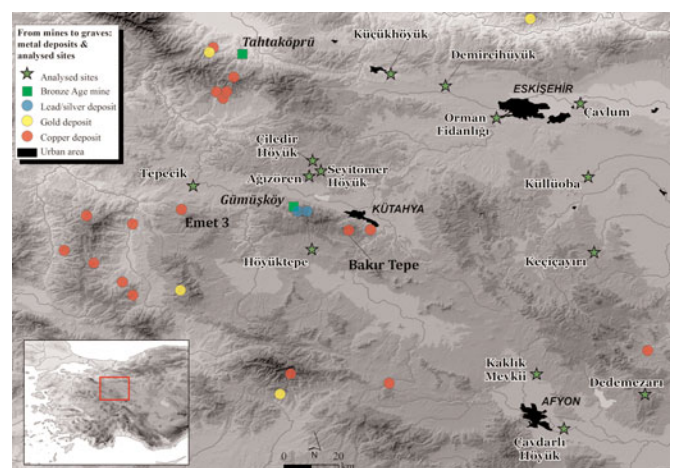 From mines to graves:
metal deposits &
analysed sites
Analysed sites
Bronze Age mine
Lead/silver deposit
Gold deposit
Copper deposit
Urban area
Tahtaköprü
Küçükhöyük
Demircihüyük
ESKİŞEHİR
Orman
Fidanlığı
Çavlum
Çiledir
Höyük
Seyitömer
Höyük
Ağızören
Tepecik
Küllüoba
Gümüşköy
KÜTAHYA
Emet 3
Höyüktepe
Bakır Tepe
Keçiçayırı
Kaklık
Mevkii
Dedemezarı
AFYON
Çavdarlı
Höyük
N
0
20
km